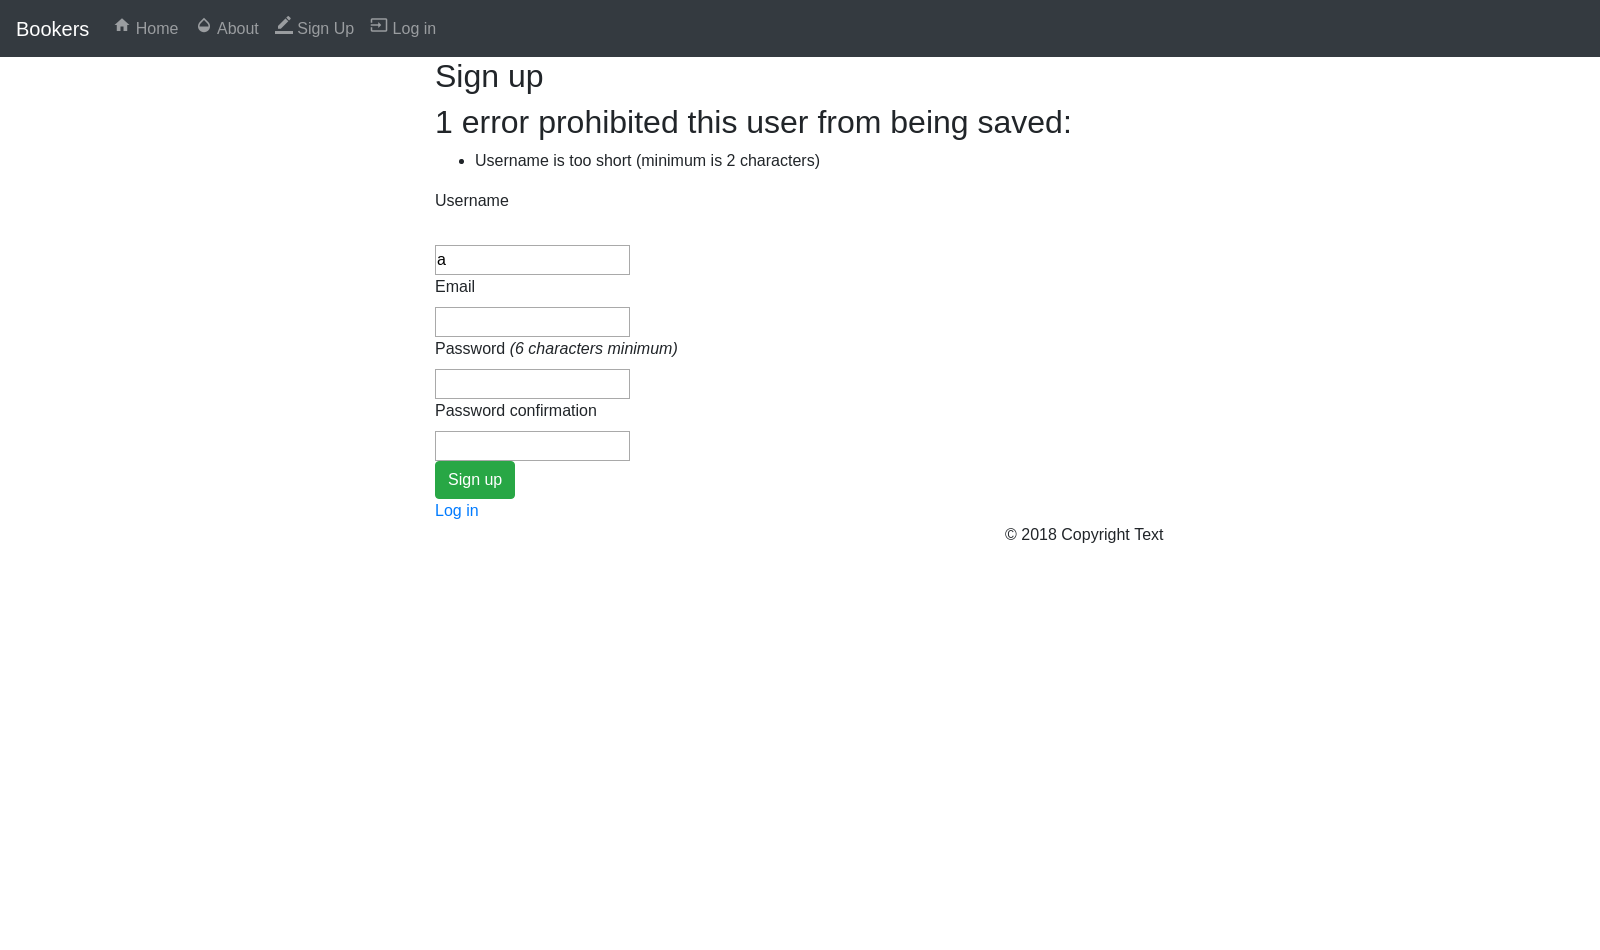 Bookers Home About Sign Up Log in
Sign up
1 error prohibited this user from being saved:
Username is too short (minimum is 2 characters)
Username
a
Email
Password (6 characters minimum)
Password confirmation
Sign up
Log in
© 2018 Copyright Text